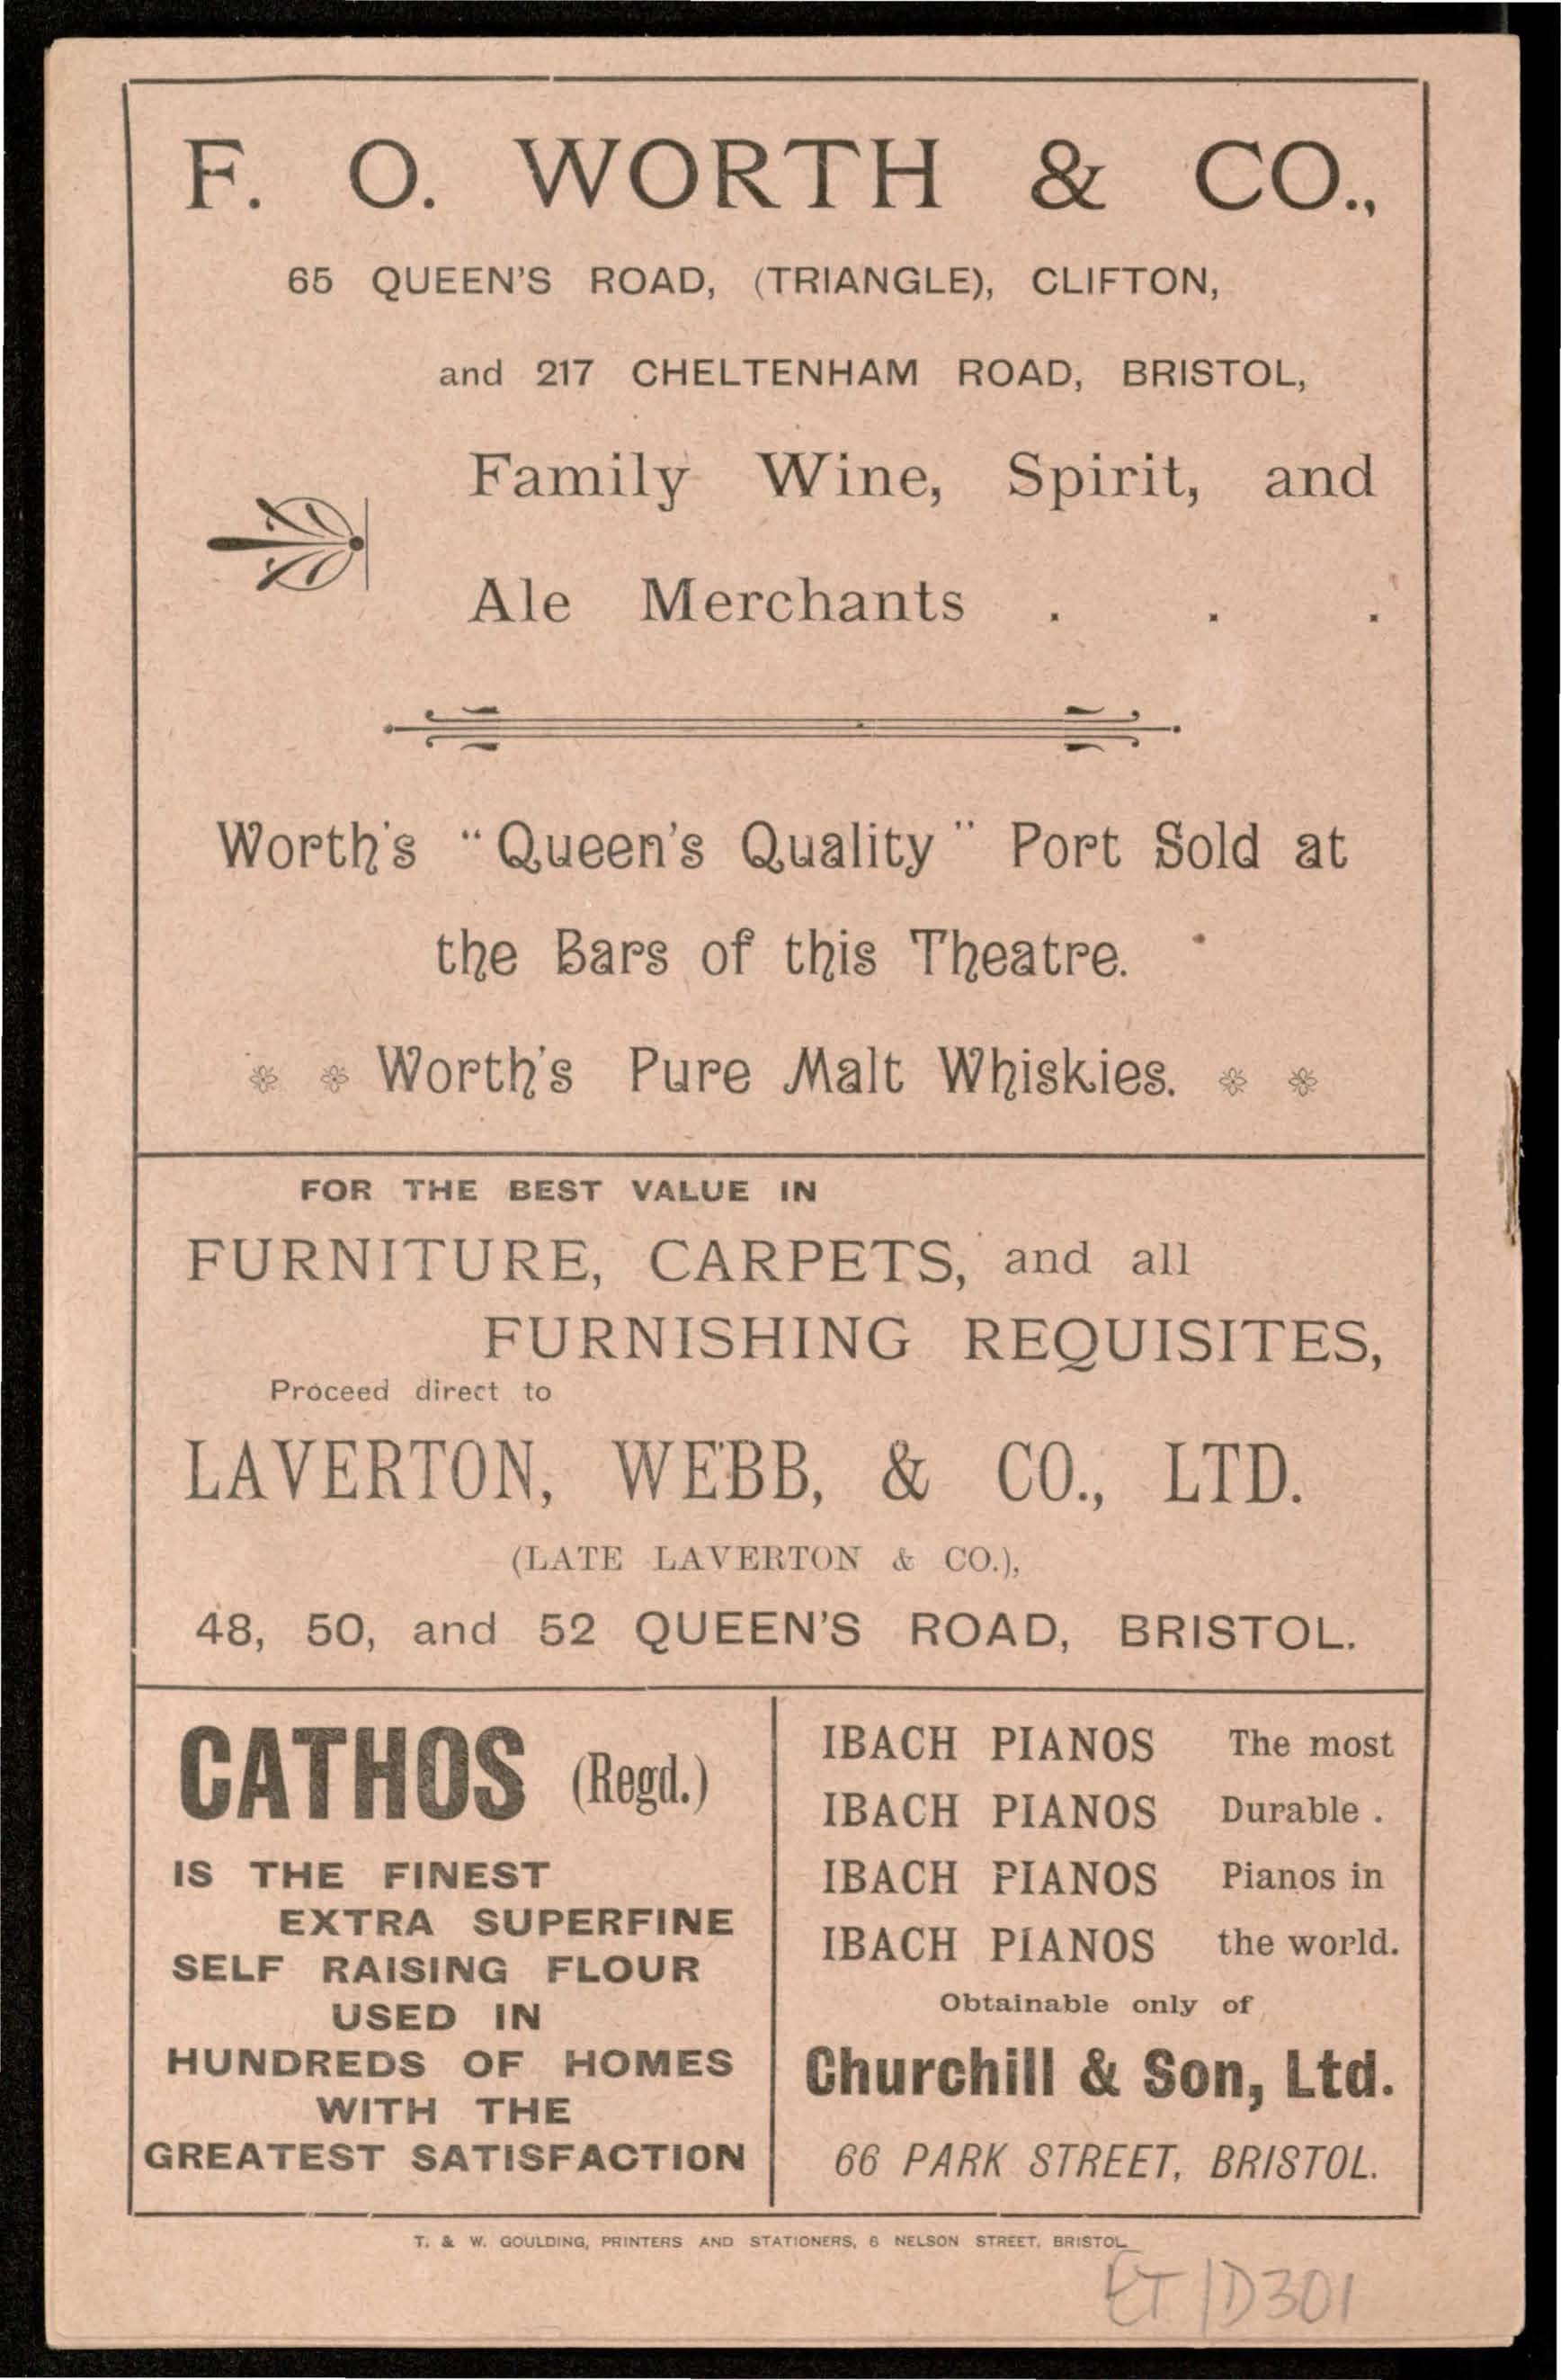 F. O. WORTH & CO.,
65 QUEEN'S ROAD, (TRIANGLE), CLIFTON,
and 217 CHELTENHAM ROAD, BRISTOL,
Family Wine, Spirit, and
Ale Merchants . . .
Worth's "Queen's Quality" Port Sold at
the Bars of this Theatre.
Worth's Pure Malt Whiskies.
FOR THE BEST VALUE IN
FURNITURE, CARPETS, and all
FURNISHING REQUISITES,
Proceed direct to
LAVERTON, WEBB, & CO., LTD.
(LATE LAVERTON & CO.),
48, 50, and 52 QUEEN'S ROAD, BRISTOL.
CATHOS (Regd.)
IS THE FINEST
EXTRA SUPERFINE
SELF RAISING FLOUR
USED IN
HUNDREDS OF HOMES
WITH THE
GREATEST SATISFACTION
IBACH PIANOS The most
IBACH PIANOS Durable .
IBACH PIANOS Pianos in
IBACH PIANOS the world.
Obtainable only of
Churchill & Son, Ltd.
66 PARK STREET, BRISTOL.
T. & W. GOULDING, PRINTERS AND STATIONERS, 6 NELSON STREET, BRISTOL
ET/D301